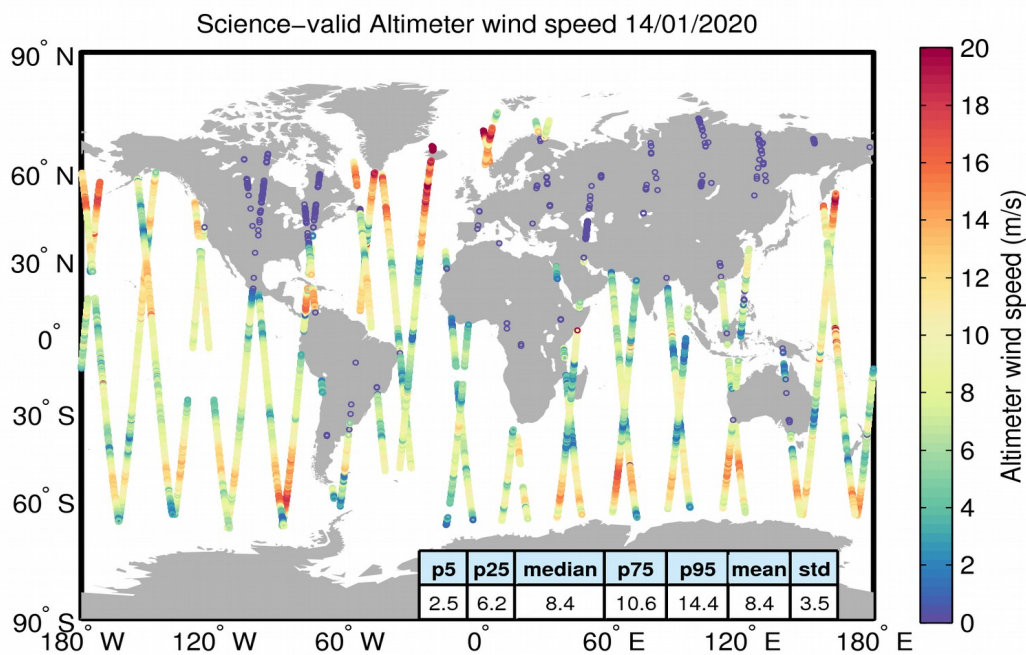 Science−valid Altimeter wind speed 14/01/2020
90° N
60° N
30° N
0°
30° S
60° S
90° S
180° W
120° W
60° W
0°
60° E
120° E
180° E
p5 p25 median p75 p95 mean std
2.5 6.2 8.4 10.6 14.4 8.4 3.5
20
18
16
14
12
10
8
6
4
2
0
Altimeter wind speed (m/s)